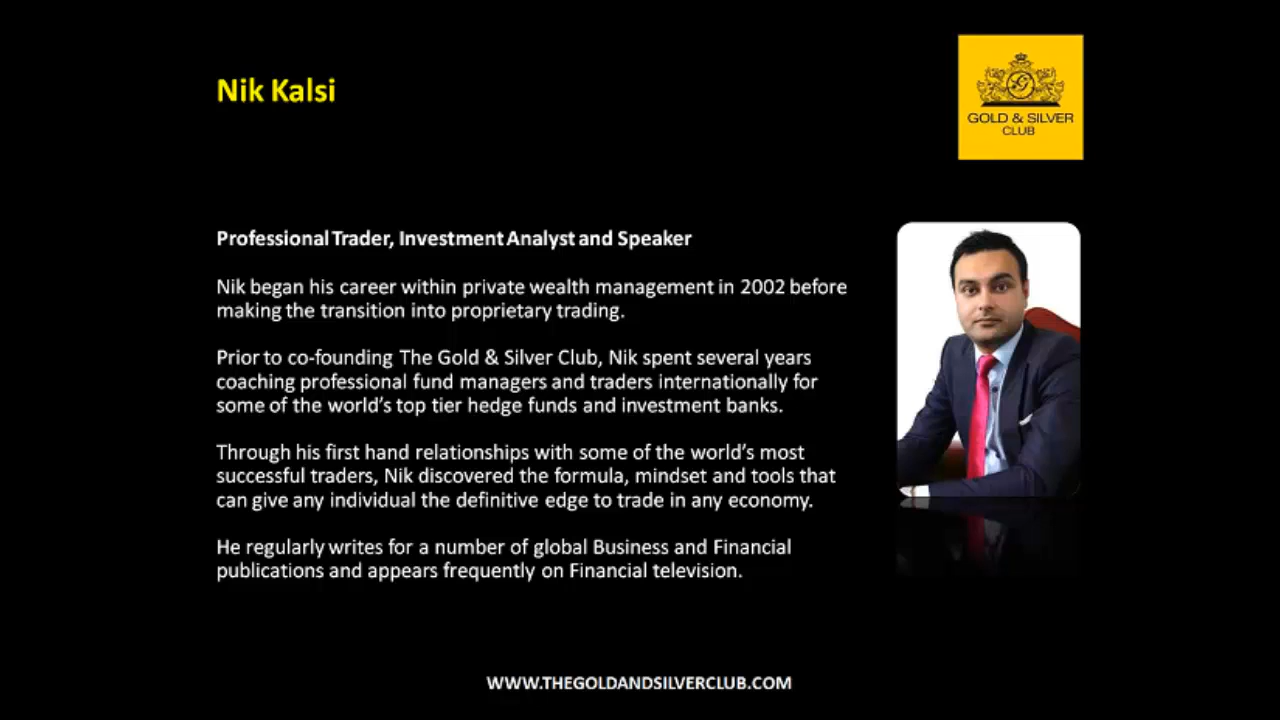 Nik Kalsi
GOLD & SILVER
CLUB
Professional Trader, Investment Analyst and Speaker
Nik began his career within private wealth management in 2002 before
making the transition into proprietary trading.
Prior to co-founding The Gold & Silver Club, Nik spent several years
coaching professional fund managers and traders internationally for
some of the world's top tier hedge funds and investment banks.
Through his first hand relationships with some of the world's most
successful traders, Nik discovered the formula, mindset and tools that
can give any individual the definitive edge to trade in any economy.
He regularly writes for a number of global Business and Financial
publications and appears frequently on Financial television.
WWW.THEGOLDANDSILVERCLUB.COM